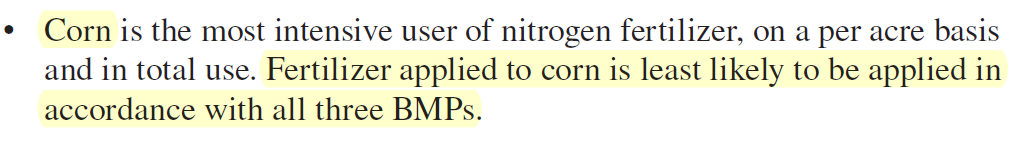 • Corn is the most intensive user of nitrogen fertilizer, on a per acre basis
and in total use. Fertilizer applied to corn is least likely to be applied in
accordance with all three BMPs.